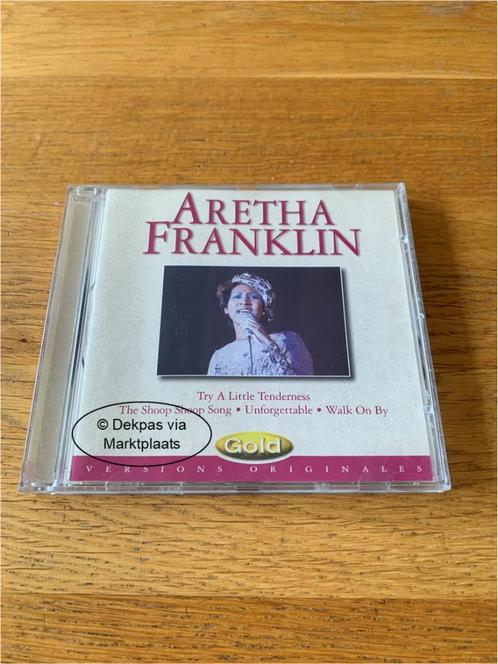 ARETHA
FRANKLIN
Try A Little Tenderness
The Shoop Shoop Song • Unforgettable • Walk On By
© Dekpas via
Marktplaats
Gold
VERSIONS ORIGINALES